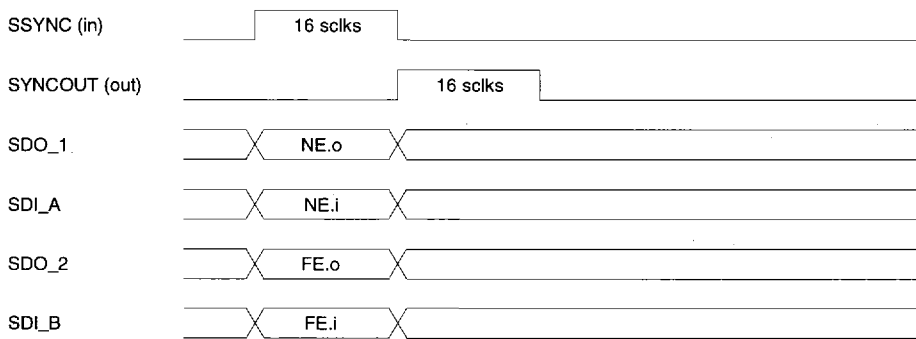 SSYNC (in) 16 sclks
SYNCOUT (out) 16 sclks
SDO_1 NE.o
SDI_A NE.i
SDO_2 FE.o
SDI_B FE.i